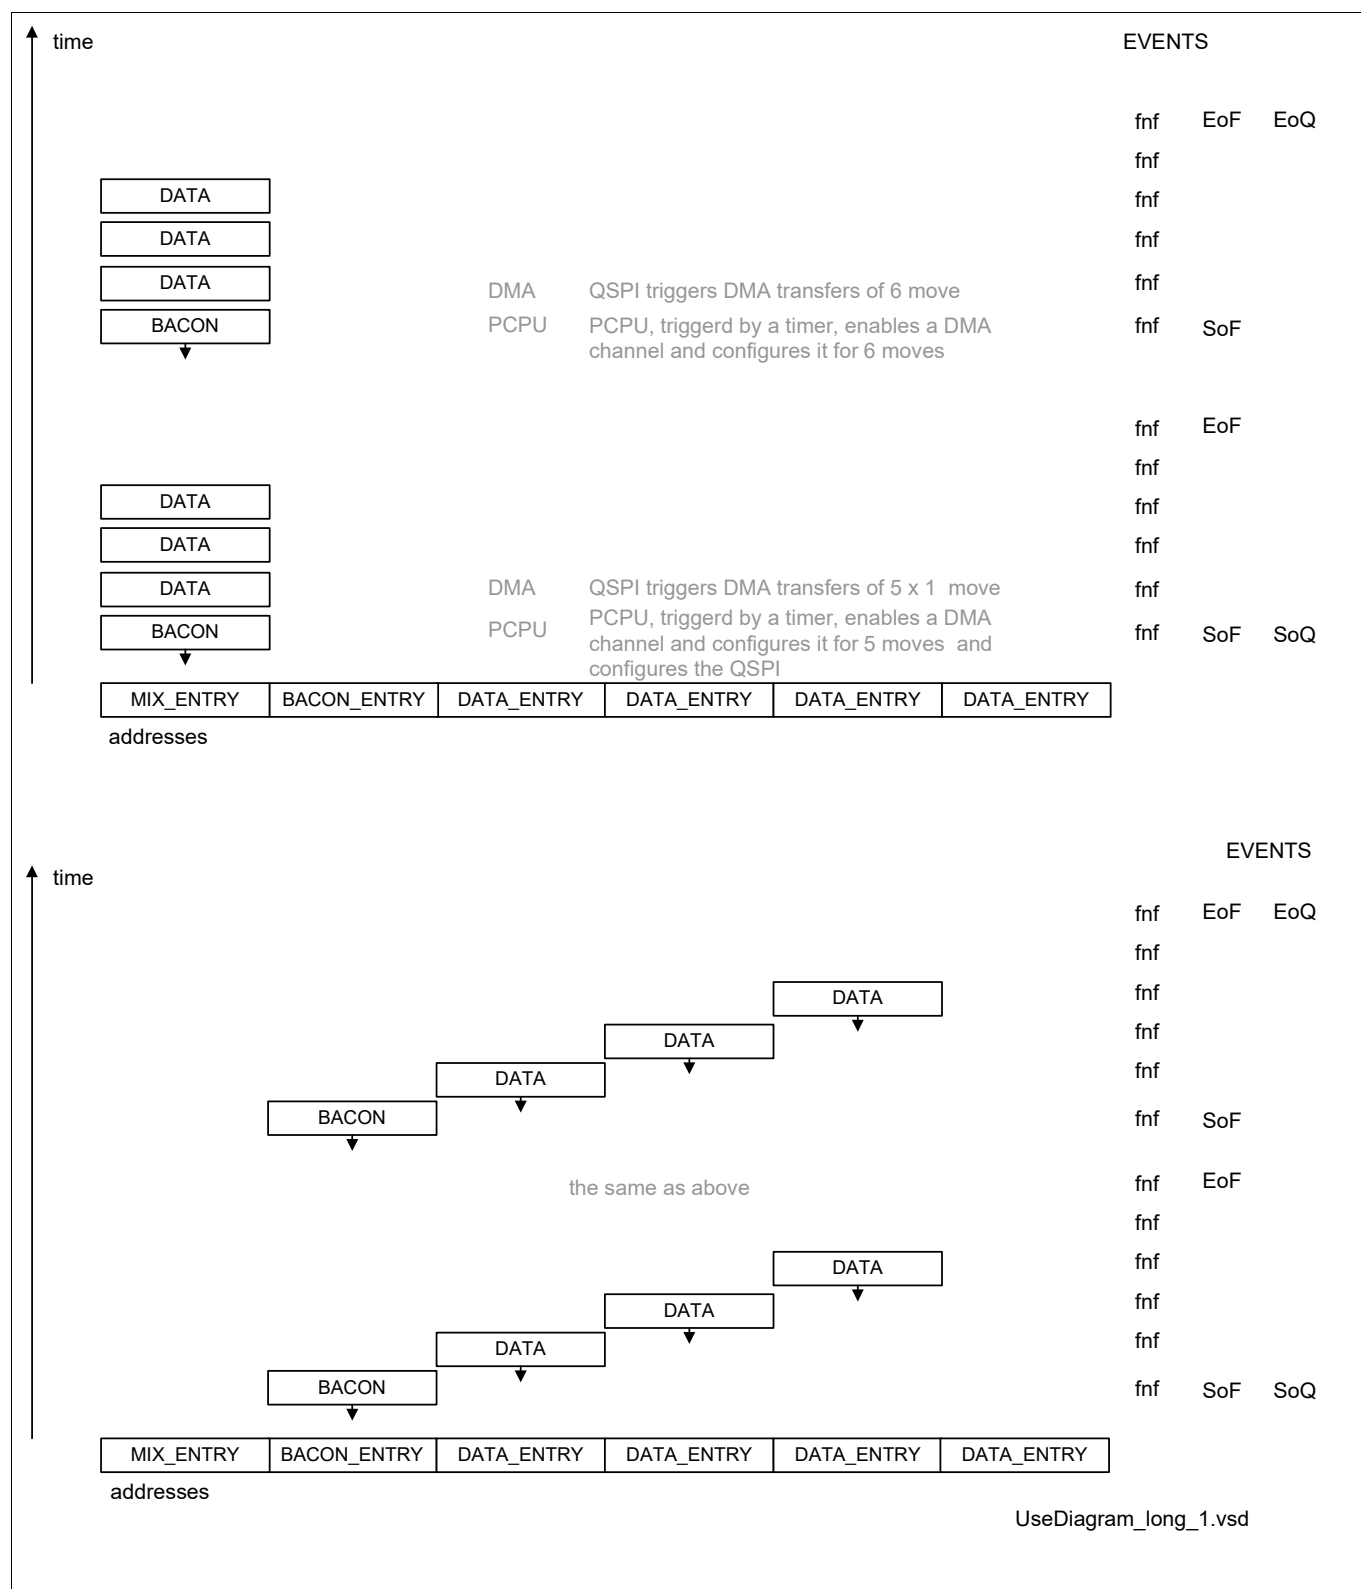 time
EVENTS
fnf EoF EoQ
fnf
DATA fnf
DATA fnf
DATA DMA QSPI triggers DMA transfers of 6 move fnf
BACON PCPU PCPU, triggerd by a timer, enables a DMA fnf SoF
channel and configures it for 6 moves
fnf EoF
fnf
DATA fnf
DATA fnf
DATA DMA QSPI triggers DMA transfers of 5 x 1 move fnf
BACON PCPU PCPU, triggerd by a timer, enables a DMA fnf SoF SoQ
channel and configures it for 5 moves and
configures the QSPI
MIX_ENTRY BACON_ENTRY DATA_ENTRY DATA_ENTRY DATA_ENTRY DATA_ENTRY
addresses
EVENTS
time
fnf EoF EoQ
fnf
DATA fnf
DATA fnf
DATA fnf
BACON fnf SoF
the same as above fnf EoF
fnf
DATA fnf
DATA fnf
DATA fnf
BACON fnf SoF SoQ
MIX_ENTRY BACON_ENTRY DATA_ENTRY DATA_ENTRY DATA_ENTRY DATA_ENTRY
addresses
UseDiagram_long_1.vsd